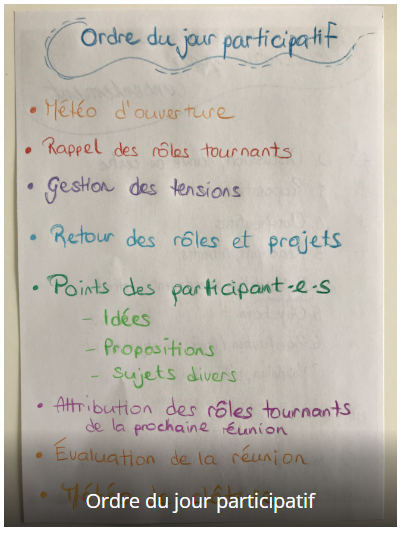 Ordre du jour participatif
• Météo d'ouverture
• Rappel des rôles tournants
• Gestion des tensions
• Retour des rôles et projets
• Points des participant-e-s
- Idées
- Propositions
- Sujets divers
• Attribution des rôles tournants
de la prochaine réunion
• Évaluation de la réunion
• Météo
Ordre du jour participatif